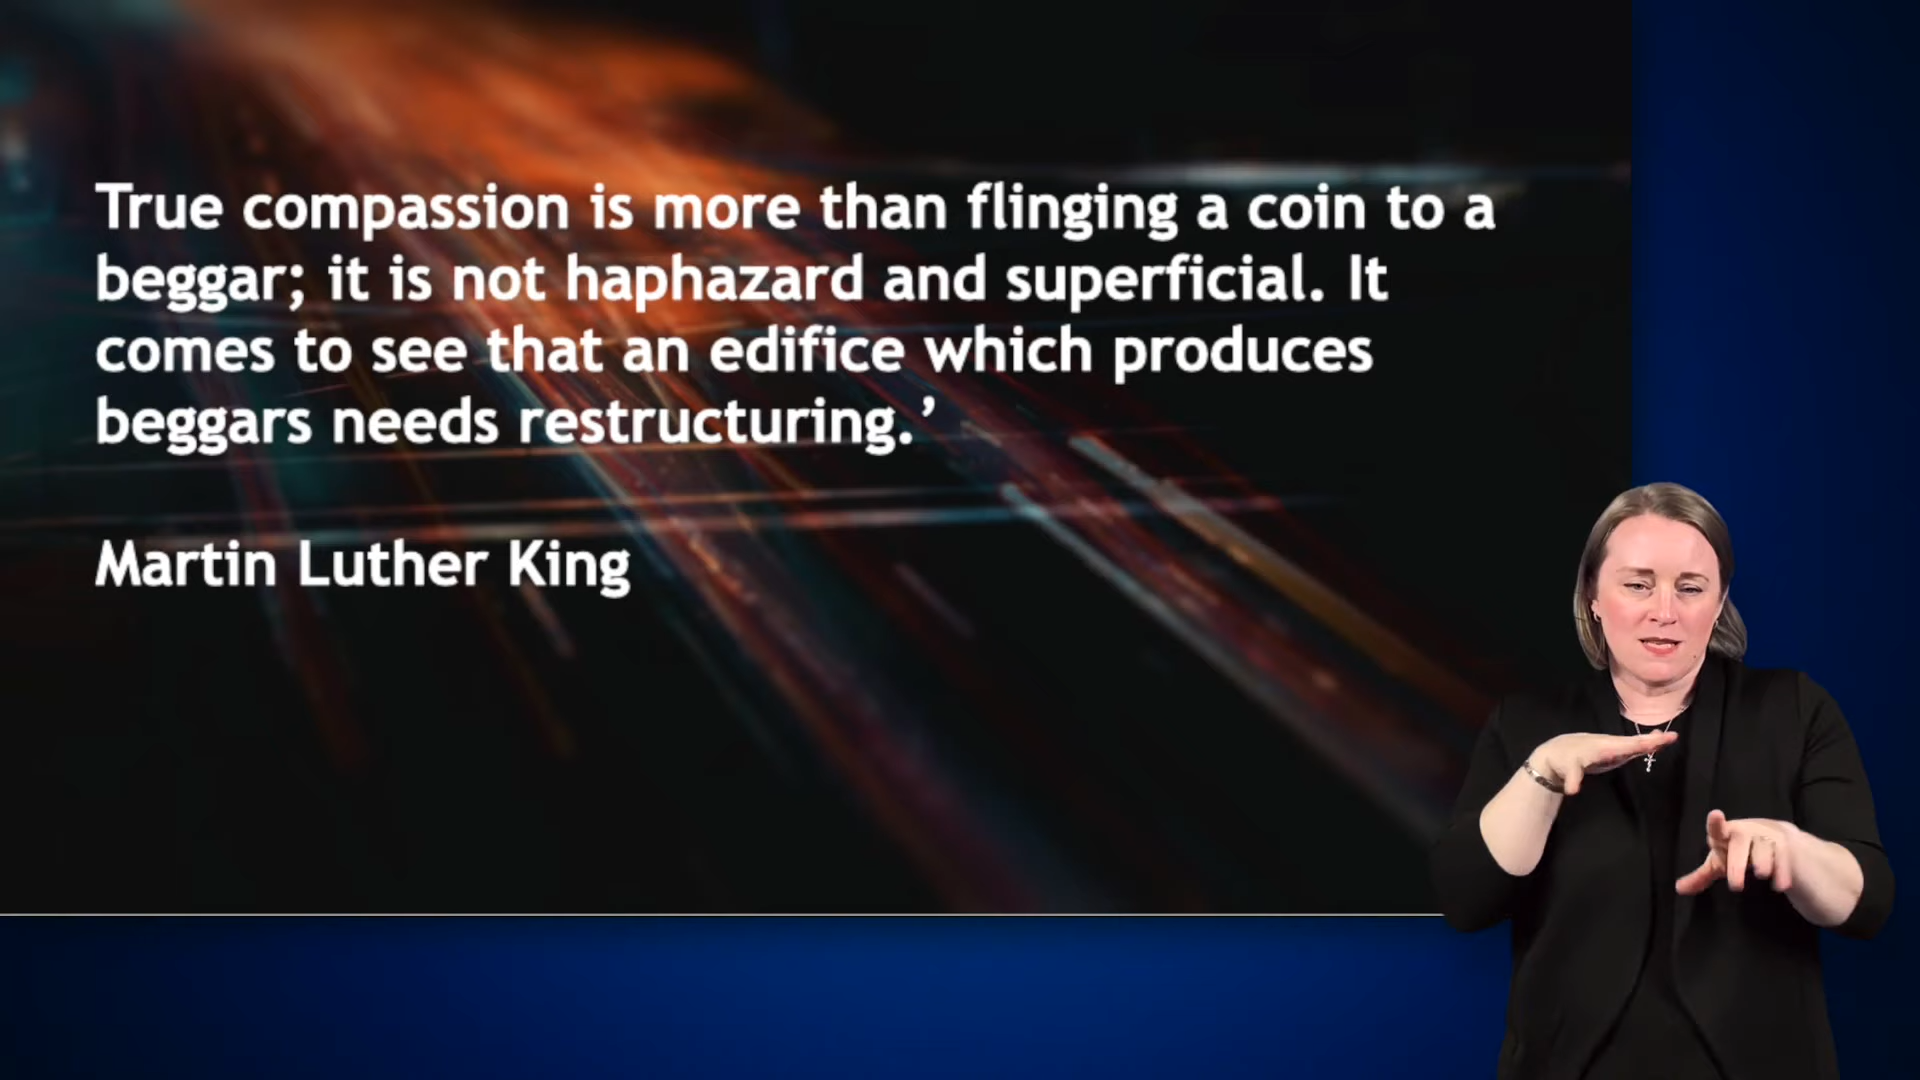 True compassion is more than flinging a coin to a
beggar; it is not haphazard and superficial. It
comes to see that an edifice which produces
beggars needs restructuring.’
Martin Luther King